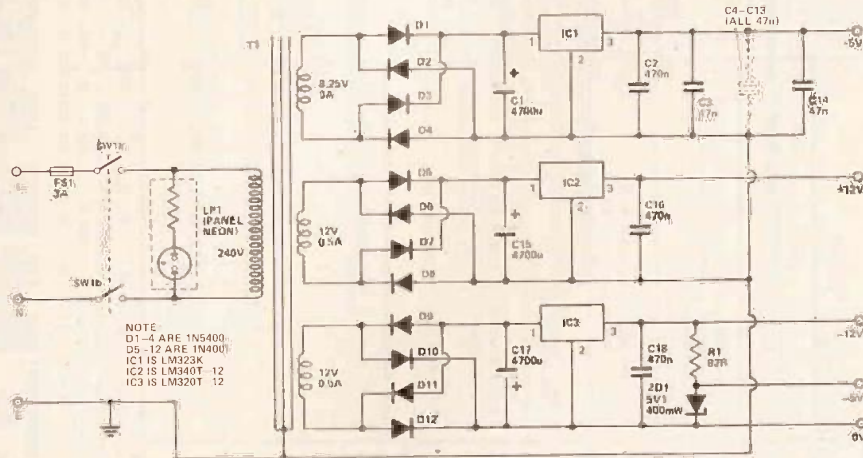 C4-C13
(ALL 47n)
D1
T1
IC1
1
3
2
-5V
D2
8.25V
C2
470n
D3
C1
4700u
C3
47n
C14
47n
D4
SW1a
FS1
3A
D5
IC2
1
3
2
+12V
LP1
(PANEL
NEON)
D6
C16
470n
12V
0.5A
D7
C15
4700u
240V
D8
SW1b
N
NOTE
D1-4 ARE 1N5400
D5-12 ARE 1N4001
IC1 IS LM323K
IC2 IS LM340T-12
IC3 IS LM320T-12
D9
IC3
1
3
2
-12V
D10
C17
4700u
C18
470n
R1
82R
12V
0.5A
D11
ZD1
5V1
400mW
-5V
D12
E
0V